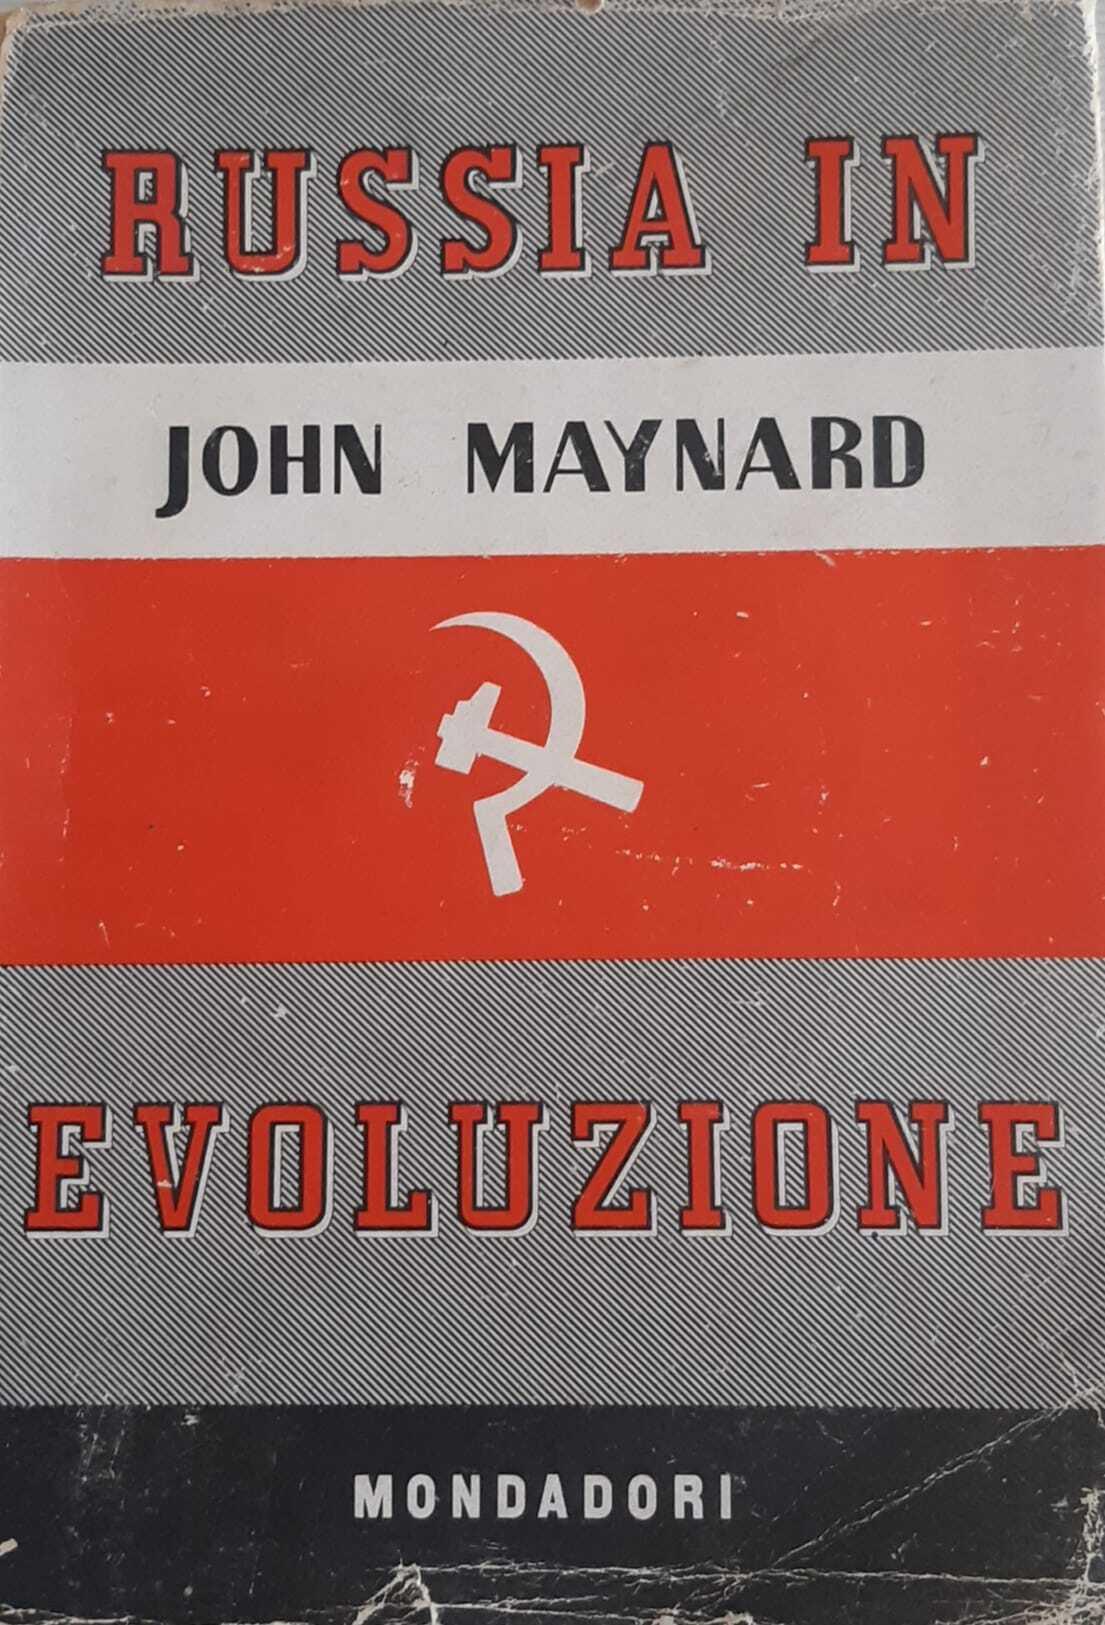 RUSSIA IN
JOHN MAYNARD
EVOLUZIONE
MONDADORI